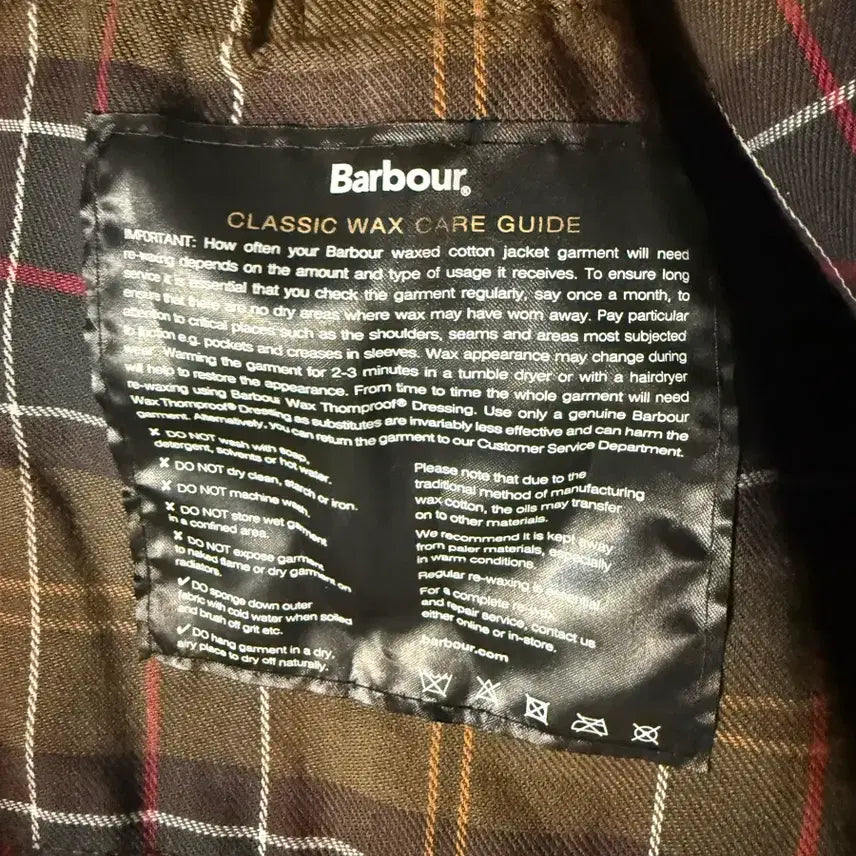 Barbour®
CLASSIC WAX CARE GUIDE
IMPORTANT: How often your Barbour waxed cotton jacket garment will need
re-waxing depends on the amount and type of usage it receives. To ensure long
service it is essential that you check the garment regularly, say once a month, to
ensure that there are no dry areas where wax may have worn away. Pay particular
attention to critical places such as the shoulders, seams and areas most subjected
to friction e.g. pockets and creases in sleeves. Wax appearance may change during
wear. Warming the garment for 2-3 minutes in a tumble dryer or with a hairdryer
will help to restore the appearance. From time to time the whole garment will need
re-waxing using Barbour Wax Thornproof® Dressing. Use only a genuine Barbour
Wax Thornproof® Dressing as substitutes are invariably less effective and can harm the
garment. Alternatively, you can return the garment to our Customer Service Department.
✗ DO NOT wash with soap,
detergent, solvents or hot water.
✗ DO NOT dry clean, starch or iron.
✗ DO NOT machine wash.
✗ DO NOT store wet garment
in a confined area.
✗ DO NOT expose garment
to naked flame or dry garment on
radiators.
✓ DO sponge down outer
fabric with cold water when soiled
and brush off grit etc.
✓ DO hang garment in a dry,
airy place to dry off naturally.
Please note that due to the
traditional method of manufacturing
wax-cotton, the oils may transfer
on to other materials.
We recommend it is kept away
from paler materials, especially
in warm conditions.
Regular re-waxing is essential.
For a complete re-wax
and repair service, contact us
either online or in-store.
barbour.com